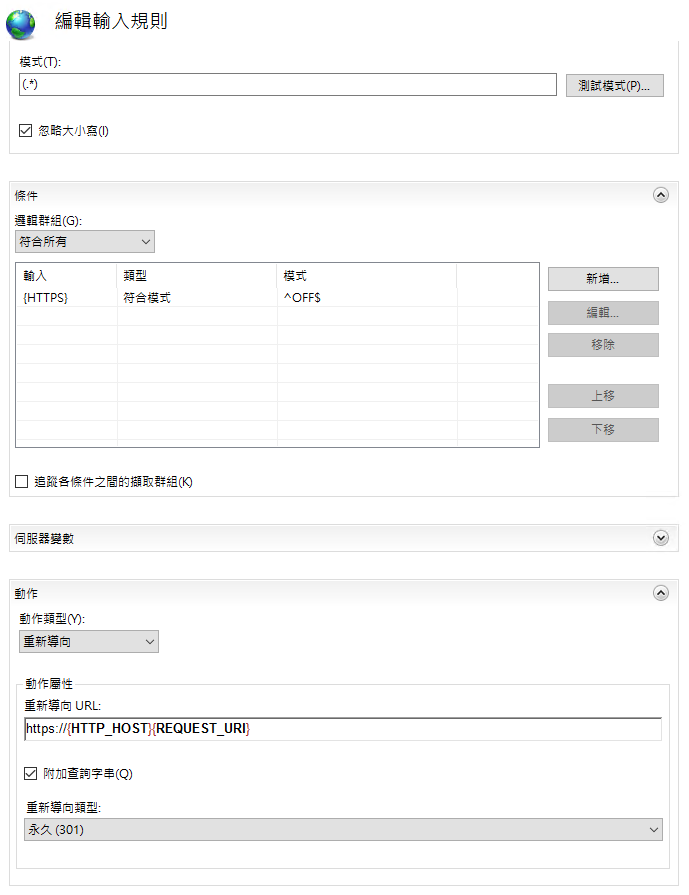 編輯輸入規則
模式(T):
(.*)
測試模式(P)...
忽略大小寫(I)
條件
邏輯群組(G):
符合所有
輸入 類型 模式
{HTTPS} 符合模式 ^OFF$
新增...
編輯...
移除
上移
下移
追蹤各條件之間的擷取群組(K)
伺服器變數
動作
動作類型(Y):
重新導向
動作屬性
重新導向 URL:
https://{HTTP_HOST}{REQUEST_URI}
附加查詢字串(Q)
重新導向類型:
永久 (301)